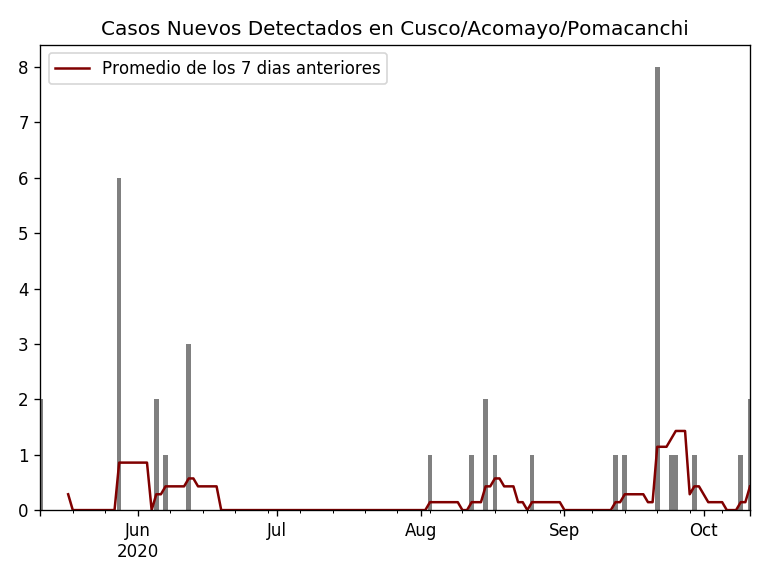 Casos Nuevos Detectados en Cusco/Acomayo/Pomacanchi
Promedio de los 7 dias anteriores
8
7
6
5
4
3
2
1
0
Jun
2020
Jul
Aug
Sep
Oct